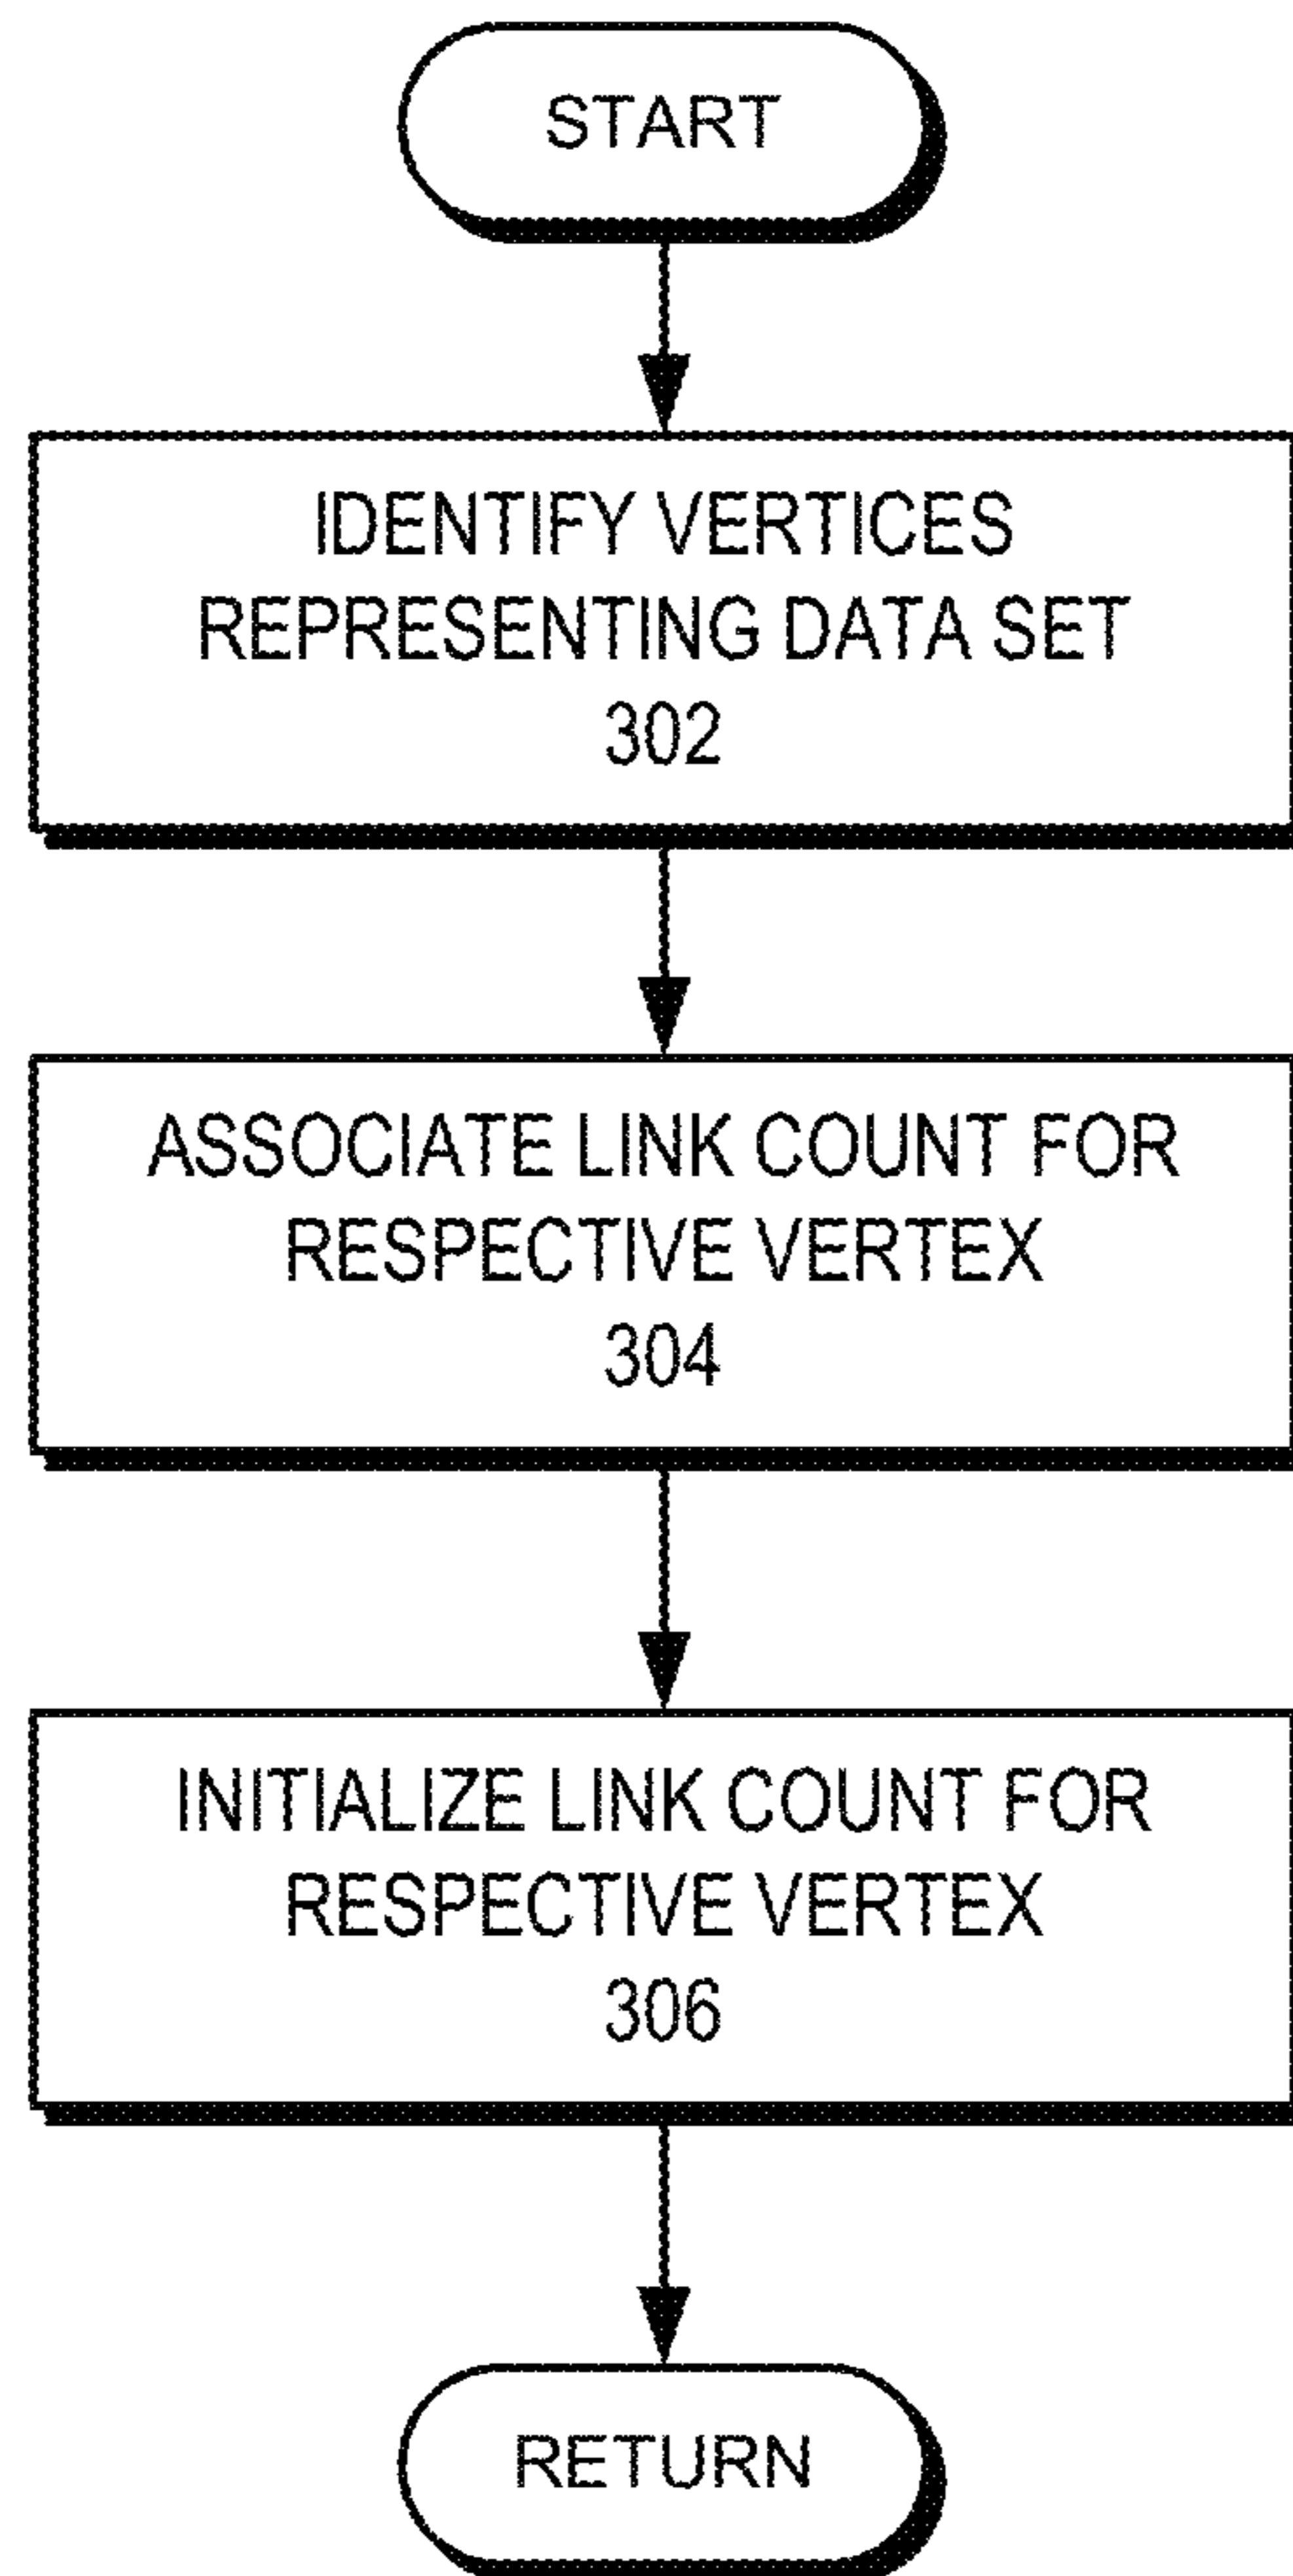 START
IDENTIFY VERTICES
REPRESENTING DATA SET
302
ASSOCIATE LINK COUNT FOR
RESPECTIVE VERTEX
304
INITIALIZE LINK COUNT FOR
RESPECTIVE VERTEX
306
RETURN